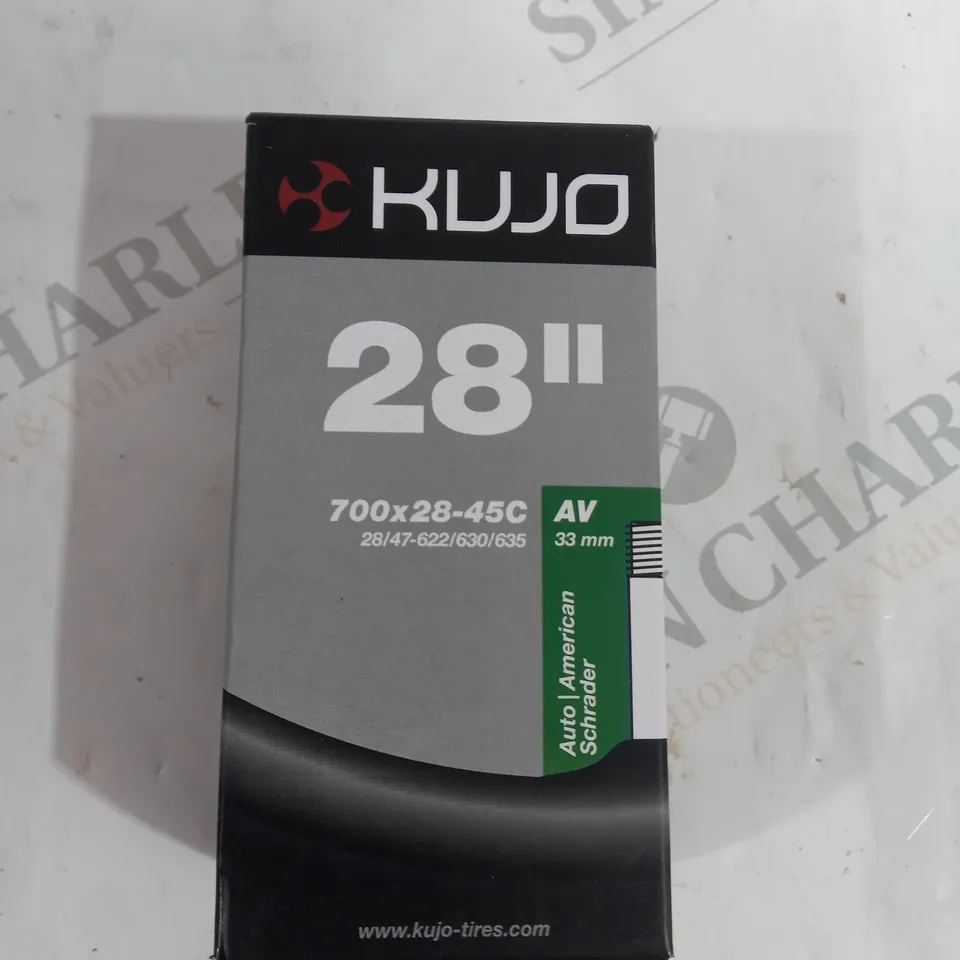 KUJO
28"
700x28-45C
28/47-622/630/635
AV
33 mm
Auto | American
Schrader
www.kujo-tires.com